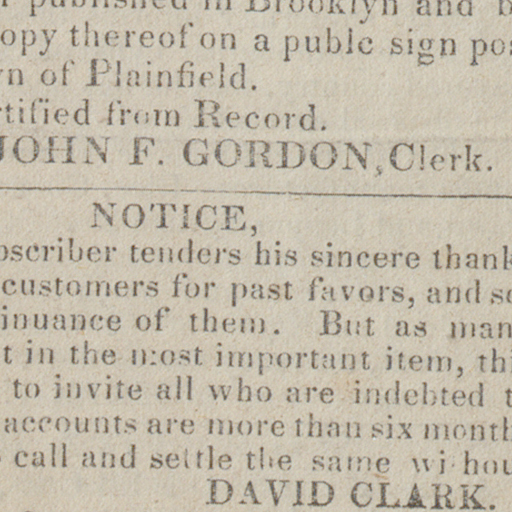 published in Brooklyn and
opy thereof on a publc sign pos
n of Plainfield.
rtified from Record.
JOHN F. GORDON, Clerk.
NOTICE,
bscriber tenders his sincere thank
customers for past favors, and so
inuance of them. But as man
t in the most important item, thi
to invite all who are indebted t
accounts are more than six month
call and settle the same wi hou
DAVID CLARK.